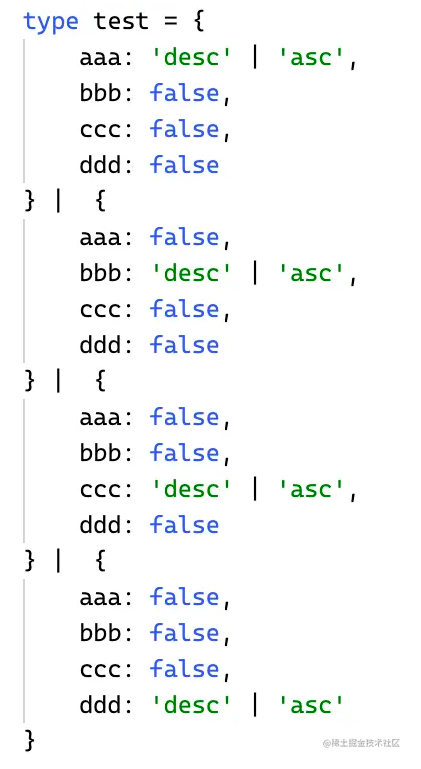 type test = {
    aaa: 'desc' | 'asc',
    bbb: false,
    ccc: false,
    ddd: false
} |  {
    aaa: false,
    bbb: 'desc' | 'asc',
    ccc: false,
    ddd: false
} |  {
    aaa: false,
    bbb: false,
    ccc: 'desc' | 'asc',
    ddd: false
} |  {
    aaa: false,
    bbb: false,
    ccc: false,
    ddd: 'desc' | 'asc'
}
@稀土掘金技术社区